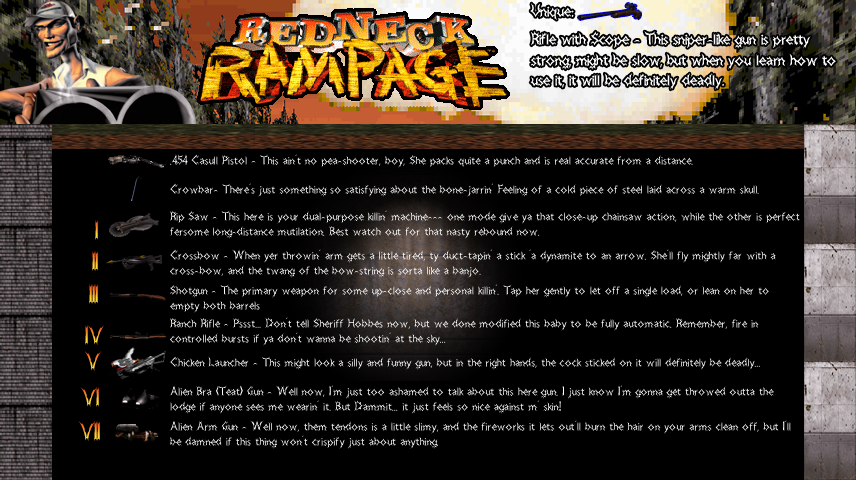 REDNECK
RAMPAGE
Unique:
Rifle with Scope - This sniper-like gun is pretty
strong, might be slow, but when you learn how to
use it, it will be definitely deadly.
.454 Casull Pistol - This ain't no pea-shooter, boy. She packs quite a punch and is real accurate from a distance.
Crowbar- There's just something so satisfying about the bone-jarrin' Feeling of a cold piece of steel laid across a warm skull.
Rip Saw - This here is your dual-purpose killin' machine--- one mode give ya that close-up chainsaw action, while the other is perfect
I
fersome long-distance mutilation. Best watch out for that nasty rebound now.
Crossbow - When yer throwin' arm gets a little tired, ty duct-tapin' a stick 'a dynamite to an arrow. She'll fly mightly far with a
II
cross-bow, and the twang of the bow-string is sorta like a banjo.
Shotgun - The primary weapon for some up-close and personal killin'. Tap her gently to let off a single load, or lean on her to
III
empty both barrels
Ranch Rifle - Pssst... Don't tell Sheriff Hobbes now, but we done modified this baby to be fully automatic. Remember, fire in
IV
controlled bursts if ya don't wanna be shootin' at the sky...
V
Chicken Launcher - This might look a silly and funny gun, but in the right hands, the cock sticked on it will definitely be deadly...
Alien Bra (Teat) Gun - Well now, I'm just too ashamed to talk about this here gun. I just know I'm gonna get throwed outta the
VI
lodge if anyone sees me wearin' it. But Dammit... it just feels so nice against m' skin!
Alien Arm Gun - Well now, them tendons is a little slimy, and the fireworks it lets out'll burn the hair on your arms clean off, but I'll
VII
be damned if this thing won't crispify just about anything.